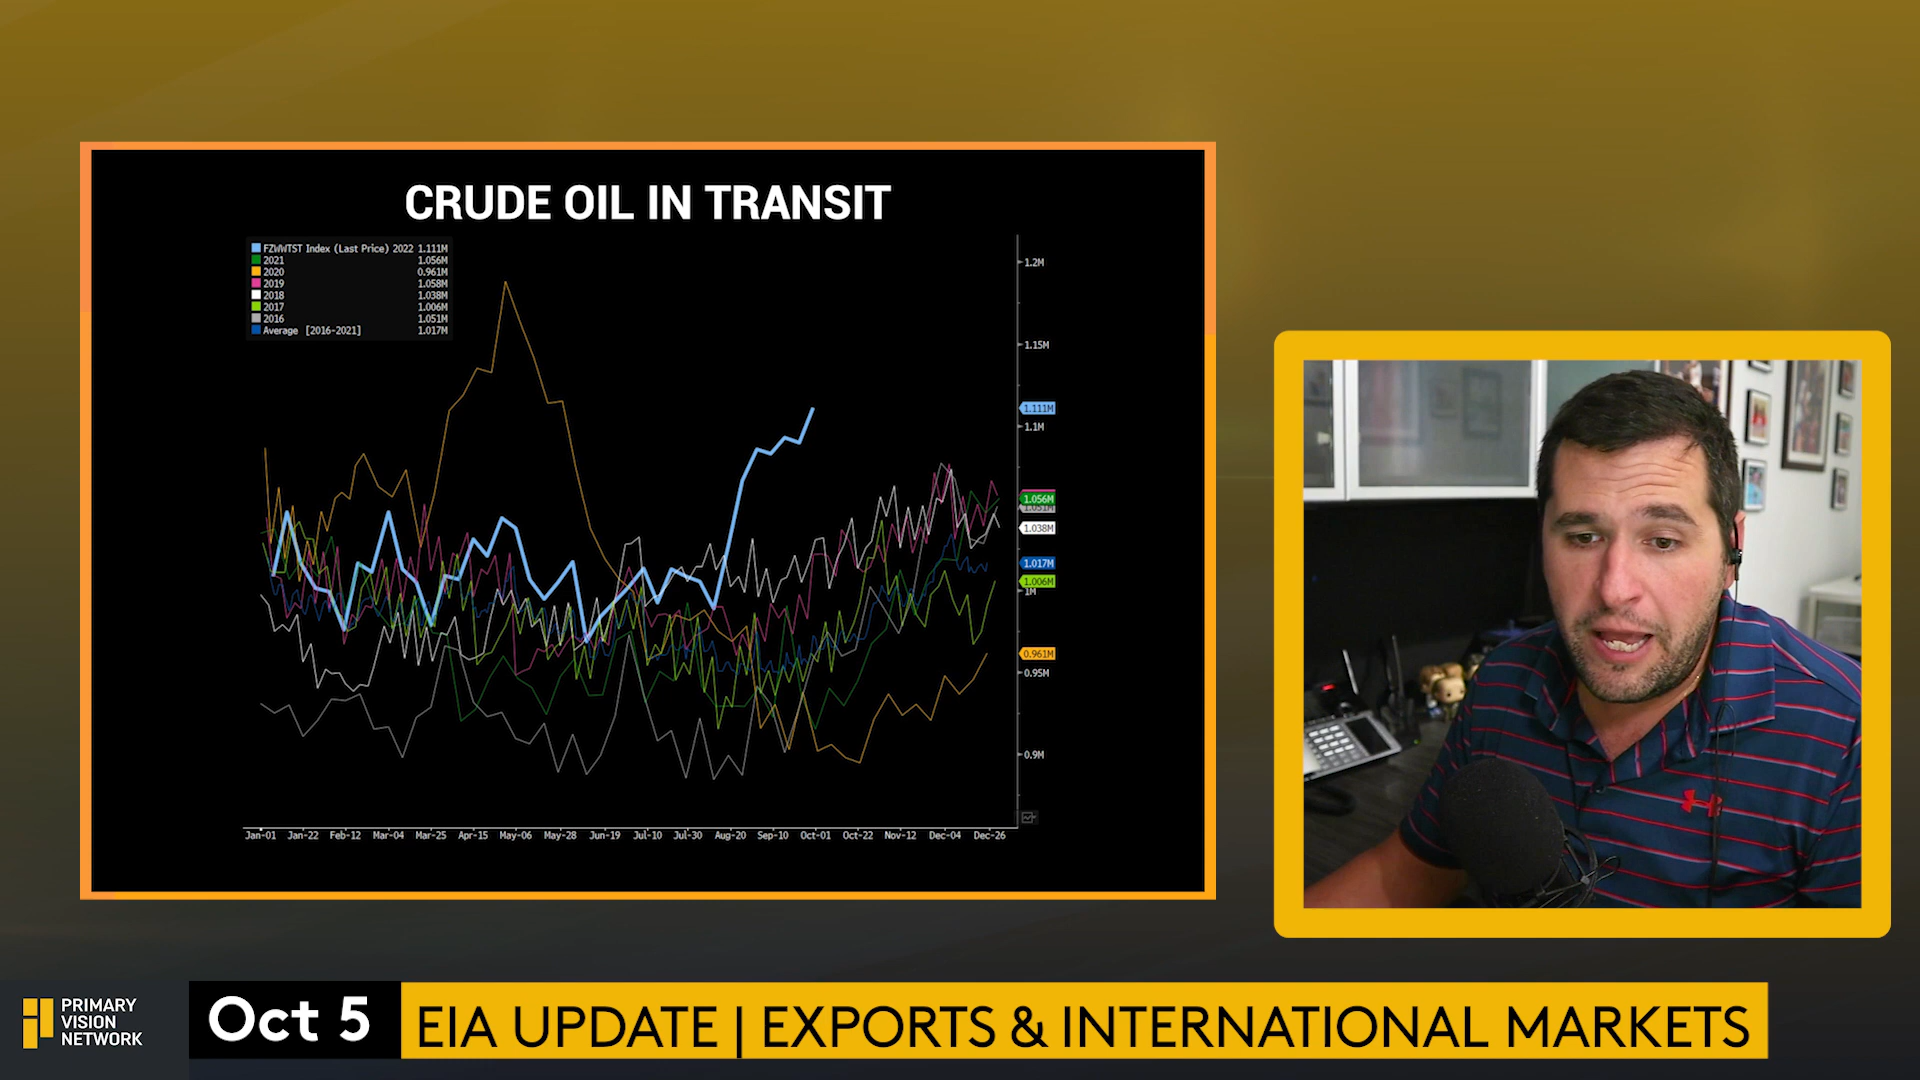 CRUDE OIL IN TRANSIT
FZWWTST Index (Last Price) 2022 1.111M
2021 1.056M
2020 0.961M
2019 1.058M
2018 1.038M
2017 1.006M
2016 1.051M
Average [2016-2021] 1.017M
1.2M
1.15M
1.111M
1.1M
1.056M
1.051M
1.038M
1.017M
1.006M
1M
0.961M
0.95M
0.9M
Jan-01 Jan-22 Feb-12 Mar-04 Mar-25 Apr-15 May-06 May-28 Jun-19 Jul-10 Jul-30 Aug-20 Sep-10 Oct-01 Oct-22 Nov-12 Dec-04 Dec-26
PRIMARY
VISION
NETWORK
Oct 5
EIA UPDATE | EXPORTS & INTERNATIONAL MARKETS